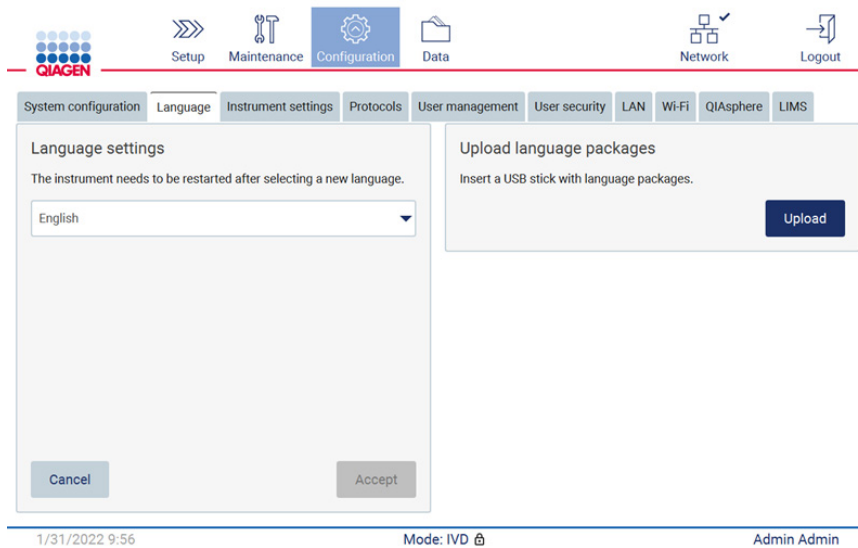 QIAGEN
Setup
Maintenance
Configuration
Data
Network
Logout
System configuration
Language
Instrument settings
Protocols
User management
User security
LAN
Wi-Fi
QIAsphere
LIMS
Language settings
The instrument needs to be restarted after selecting a new language.
English
Cancel
Accept
Upload language packages
Insert a USB stick with language packages.
Upload
1/31/2022 9:56
Mode: IVD
Admin Admin